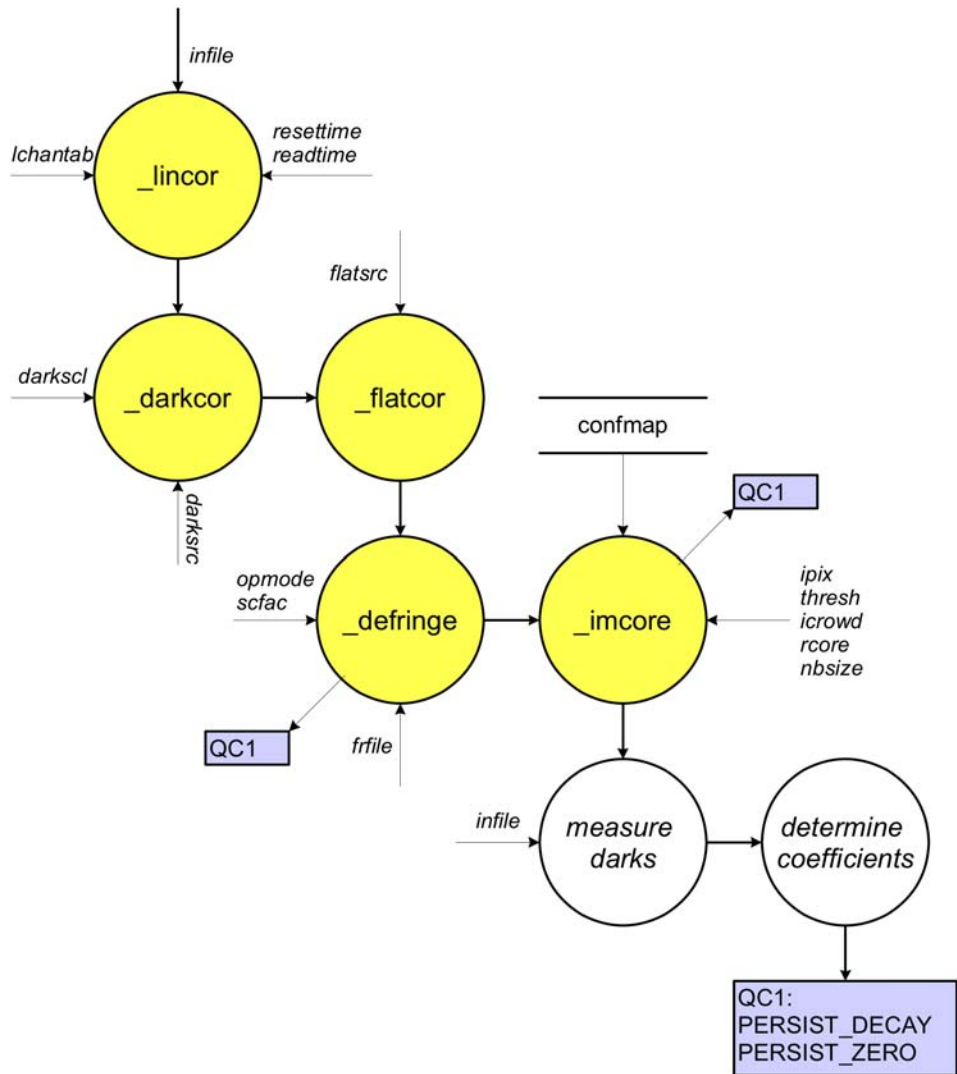 infile
lchantab
resettime
readtime
_lincor
flatsrc
darkscl
_darkcor
_flatcor
confmap
darksrc
QC1
opmode
scfac
_defringe
_imcore
ipix
thresh
icrowd
rcore
nbsize
QC1
frfile
infile
measure
darks
determine
coefficients
QC1:
PERSIST_DECAY
PERSIST_ZERO